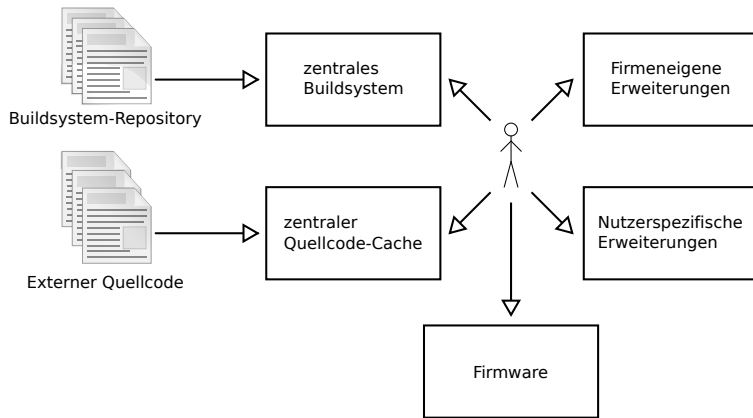 zentrales
Buildsystem
Firmeneigene
Erweiterungen
Buildsystem-Repository
zentraler
Quellcode-Cache
Nutzerspezifische
Erweiterungen
Externer Quellcode
Firmware